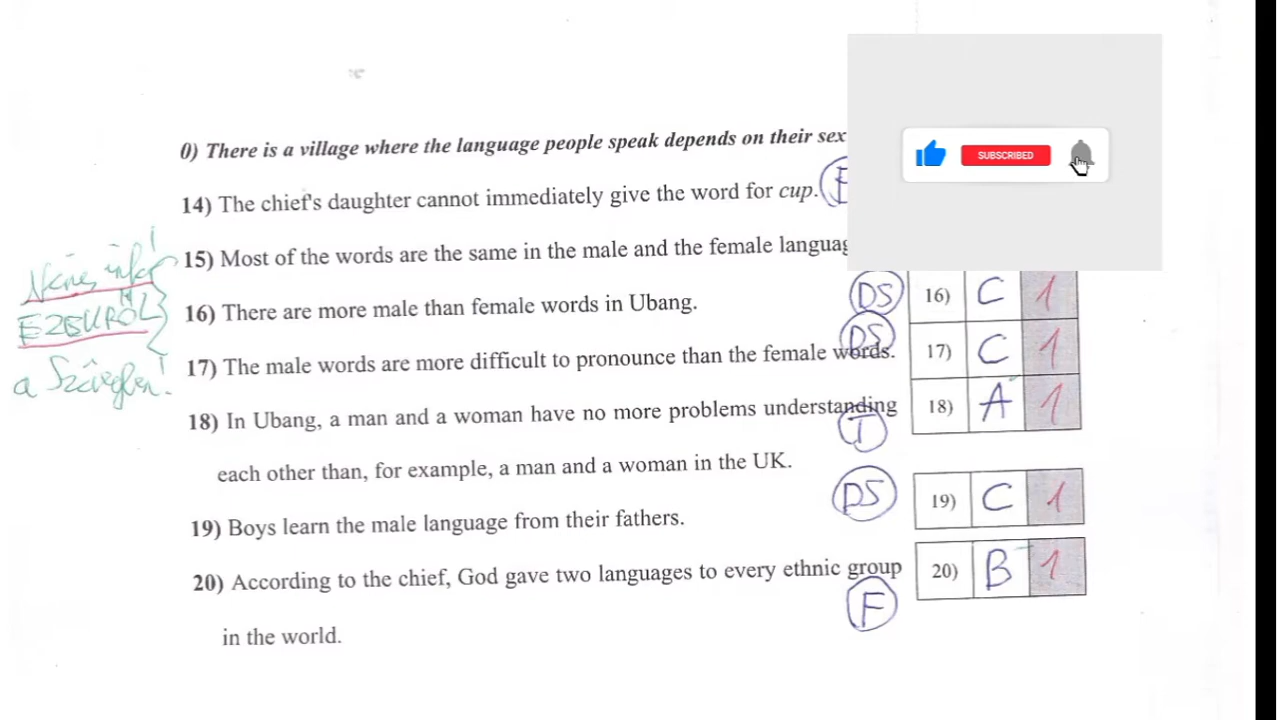 0) There is a village where the language people speak depends on their sex
SUBSCRIBED
14) The chief's daughter cannot immediately give the word for cup. F
Nincs infó!
15) Most of the words are the same in the male and the female languag
EZEKRŐL
16) There are more male than female words in Ubang. DS 16) C 1
a Szövegben!
17) The male words are more difficult to pronounce than the female words. DS 17) C 1
18) In Ubang, a man and a woman have no more problems understanding T 18) A 1
each other than, for example, a man and a woman in the UK.
19) Boys learn the male language from their fathers. DS 19) C 1
20) According to the chief, God gave two languages to every ethnic group F 20) B 1
in the world.